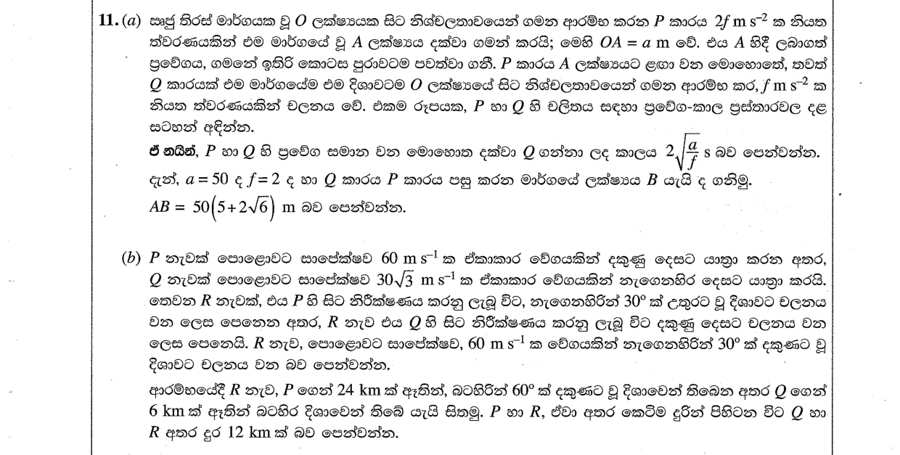 11. (a) සෘජු තිරස් මාර්ගයක වූ O ලක්ෂ්‍යයක සිට නිශ්චලතාවයෙන් ගමන ආරම්භ කරන P කාරය 2f m s⁻² ක නියත
ත්වරණයකින් එම මාර්ගයේ වූ A ලක්ෂ්‍යය දක්වා ගමන් කරයි; මෙහි OA = a m වේ. එය A හිදී ලබාගත්
ප්‍රවේගය, ගමනේ ඉතිරි කොටස පුරාවටම පවත්වා ගනී. P කාරය A ලක්ෂ්‍යයට ළඟා වන මොහොතේ, තවත්
Q කාරයක් එම මාර්ගයේම එම දිශාවටම O ලක්ෂ්‍යයේ සිට නිශ්චලතාවයෙන් ගමන ආරම්භ කර, f m s⁻² ක
නියත ත්වරණයකින් චලනය වේ. එකම රූපයක, P හා Q හි චලිතය සඳහා ප්‍රවේග-කාල ප්‍රස්තාරවල දළ
සටහන් අඳින්න.
ඒ නයින්, P හා Q හි ප්‍රවේග සමාන වන මොහොත දක්වා Q ගන්නා ලද කාලය 2√(a/f) s බව පෙන්වන්න.
දැන්, a = 50 ද f = 2 ද හා Q කාරය P කාරය පසු කරන මාර්ගයේ ලක්ෂ්‍යය B යැයි ද ගනිමු.
AB = 50(5+2√6) m බව පෙන්වන්න.
(b) P නැවක් පොළොවට සාපේක්ෂව 60 m s⁻¹ ක ඒකාකාර වේගයකින් දකුණු දෙසට යාත්‍රා කරන අතර,
Q නැවක් පොළොවට සාපේක්ෂව 30√3 m s⁻¹ ක ඒකාකාර වේගයකින් නැගෙනහිර දෙසට යාත්‍රා කරයි.
තෙවන R නැවක්, එය P හි සිට නිරීක්ෂණය කරනු ලැබූ විට, නැගෙනහිරින් 30° ක් උතුරට වූ දිශාවට චලනය
වන ලෙස පෙනෙන අතර, R නැව එය Q හි සිට නිරීක්ෂණය කරනු ලැබූ විට දකුණු දෙසට චලනය වන
ලෙස පෙනෙයි. R නැව, පොළොවට සාපේක්ෂව, 60 m s⁻¹ ක වේගයකින් නැගෙනහිරින් 30° ක් දකුණට වූ
දිශාවට චලනය වන බව පෙන්වන්න.
ආරම්භයේදී R නැව, P ගෙන් 24 km ක් ඈතින්, බටහිරින් 60° ක් දකුණට වූ දිශාවෙන් තිබෙන අතර Q ගෙන්
6 km ක් ඈතින් බටහිර දිශාවෙන් තිබේ යැයි සිතමු. P හා R, ඒවා අතර කෙටිම දුරින් පිහිටන විට Q හා
R අතර දුර 12 km ක් බව පෙන්වන්න.